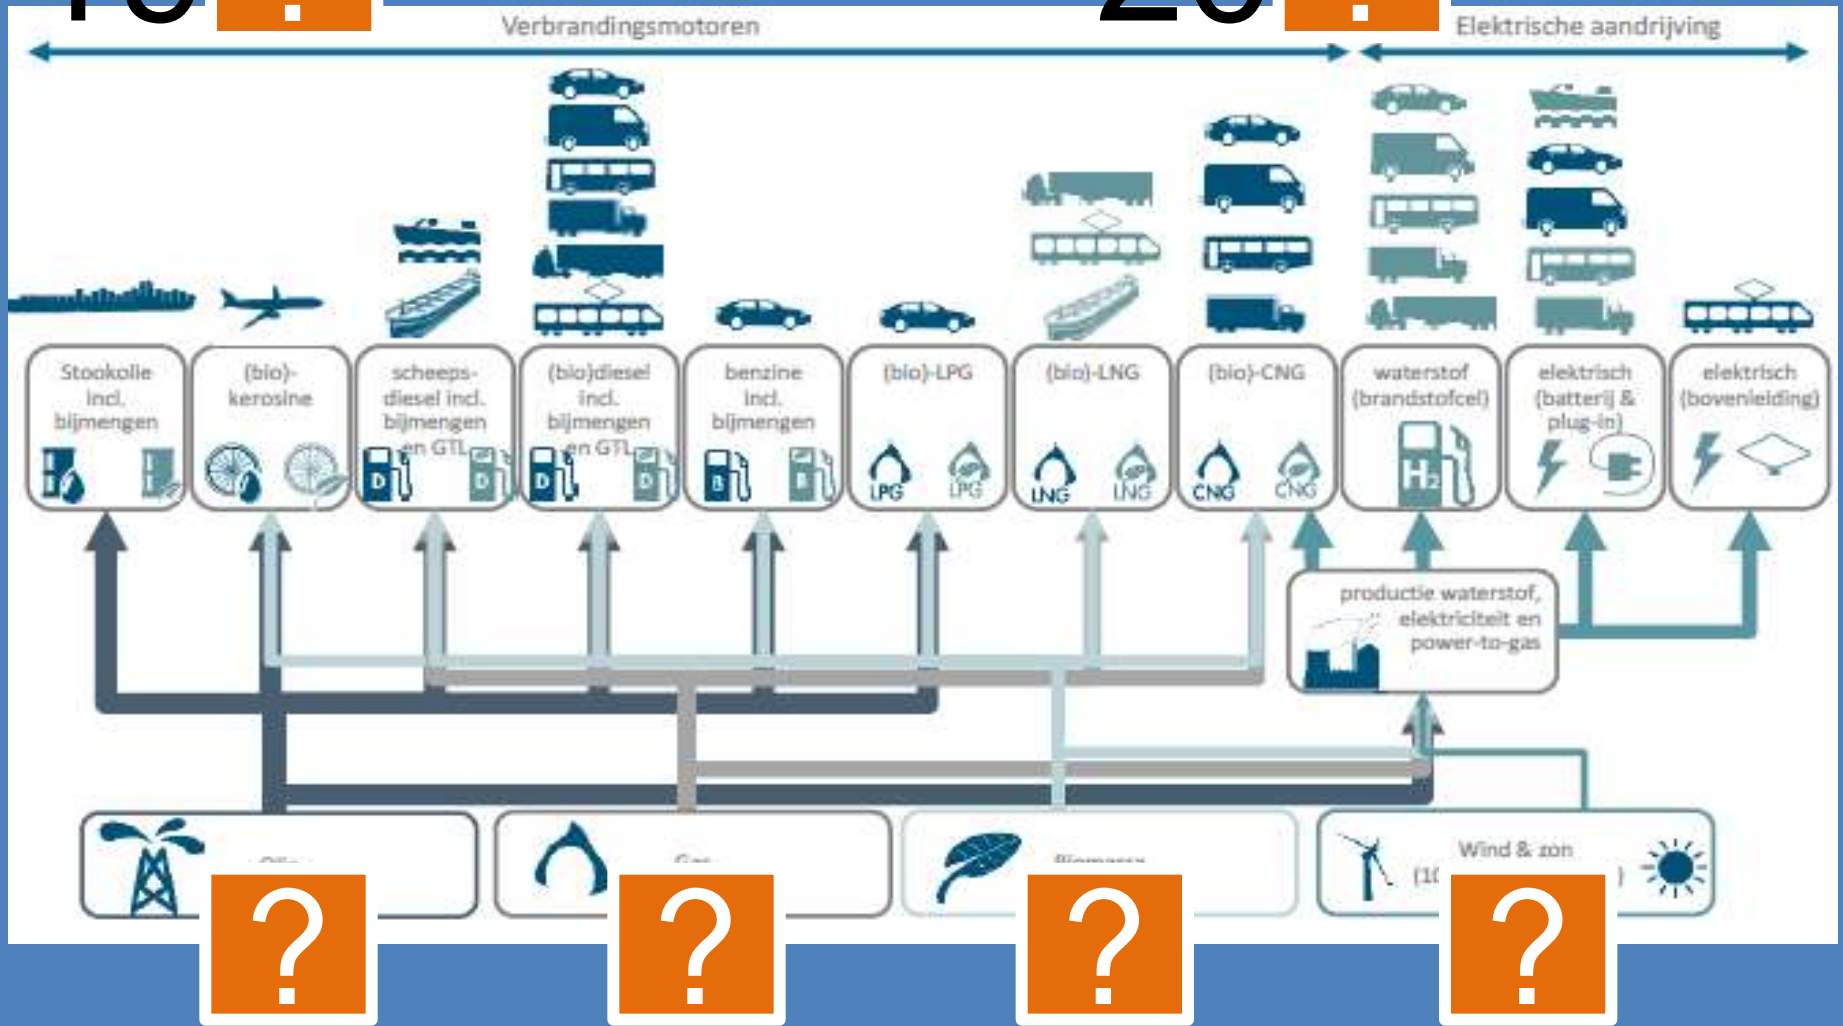 ?
?
Verbrandingsmotoren
Elektrische aandrijving
Stookolie
incl.
bijmengen
(bio)-
kerosine
scheeps-
diesel incl.
bijmengen
en GTL
D
D
(bio)diesel
incl.
bijmengen
en GTL
D
D
benzine
incl.
bijmengen
B
B
(bio)-LPG
LPG
LPG
(bio)-LNG
LNG
LNG
(bio)-CNG
CNG
CNG
waterstof
(brandstofcel)
H2
elektrisch
(batterij &
plug-in)
elektrisch
(bovenleiding)
productie waterstof,
elektriciteit en
power-to-gas
Wind & zon
?
?
?
?